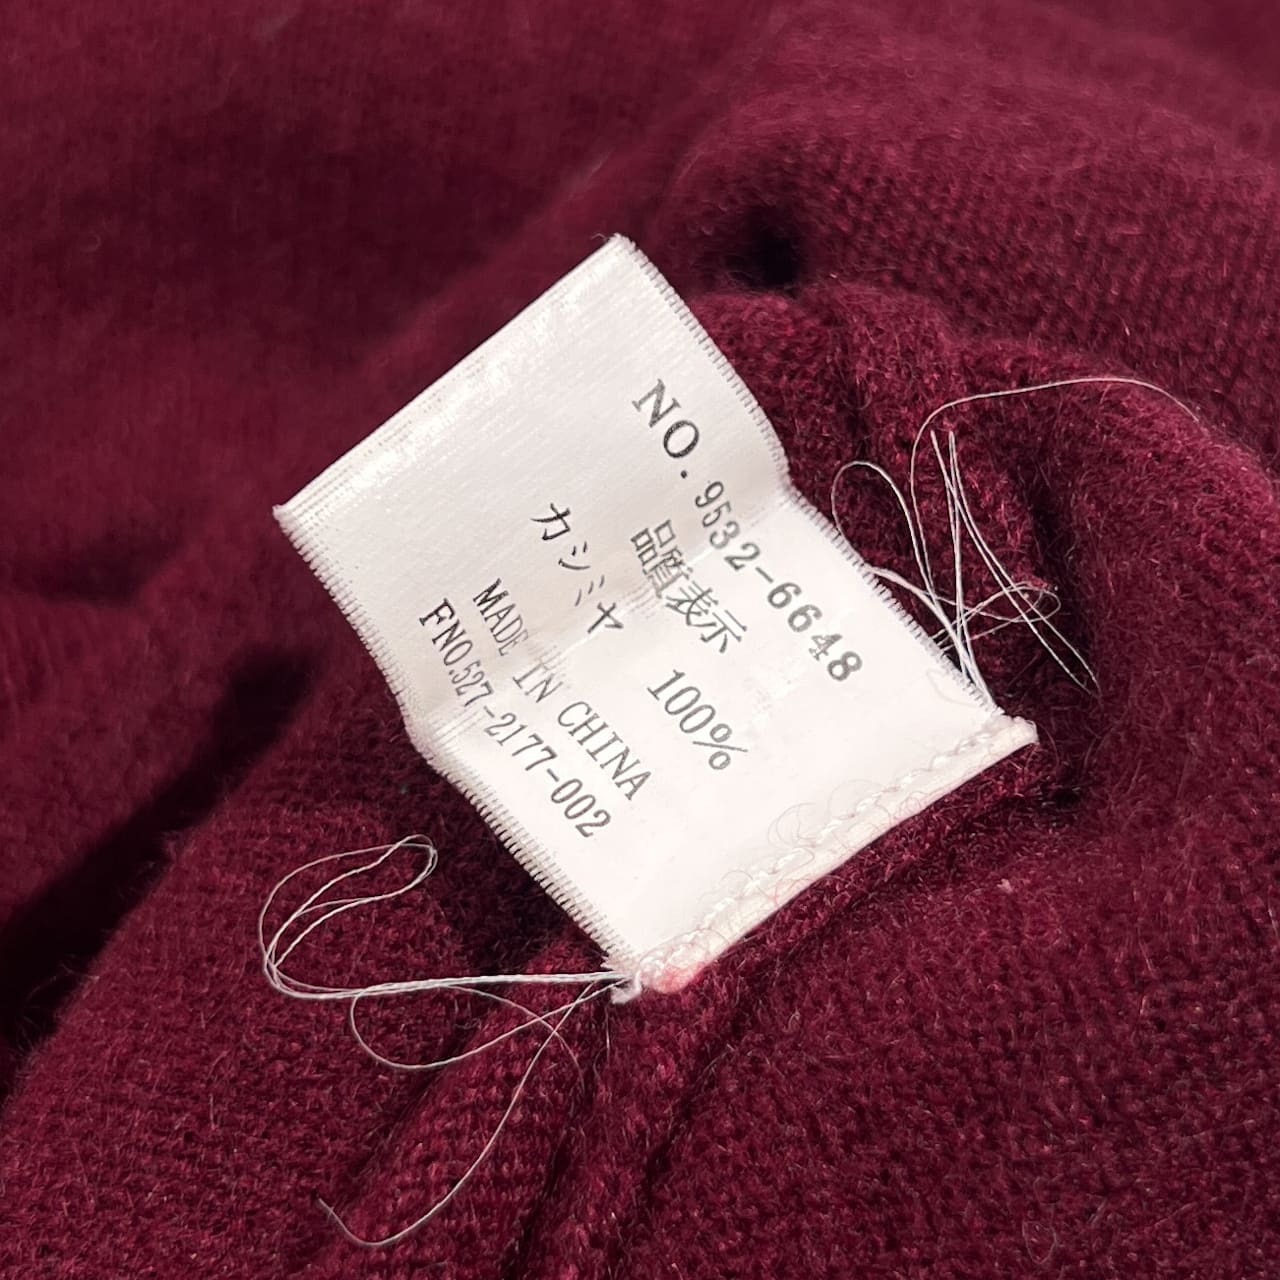 NO. 9532-6648
品質表示
カシミヤ 100%
MADE IN CHINA
FNO.527-2177-002